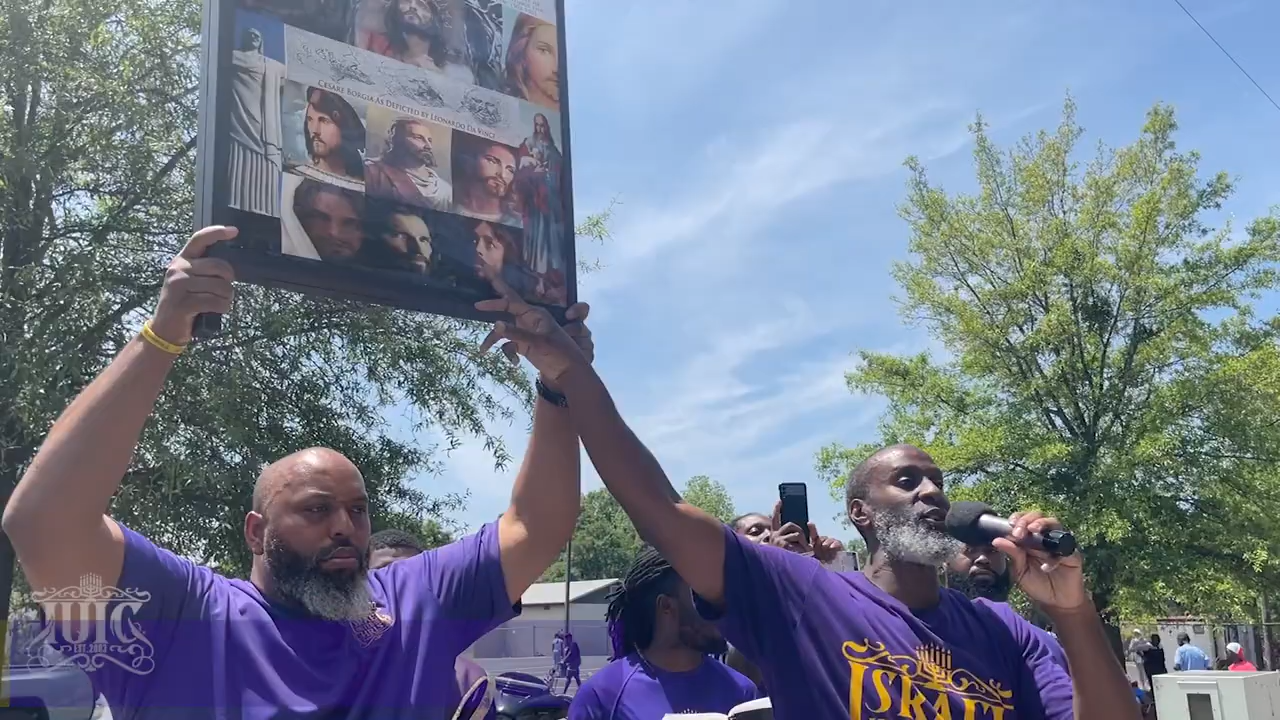 CESARE BORGIA AS DEPICTED BY LEONARDO DA VINCI
IUIC
EST. 2003
ISRAEL